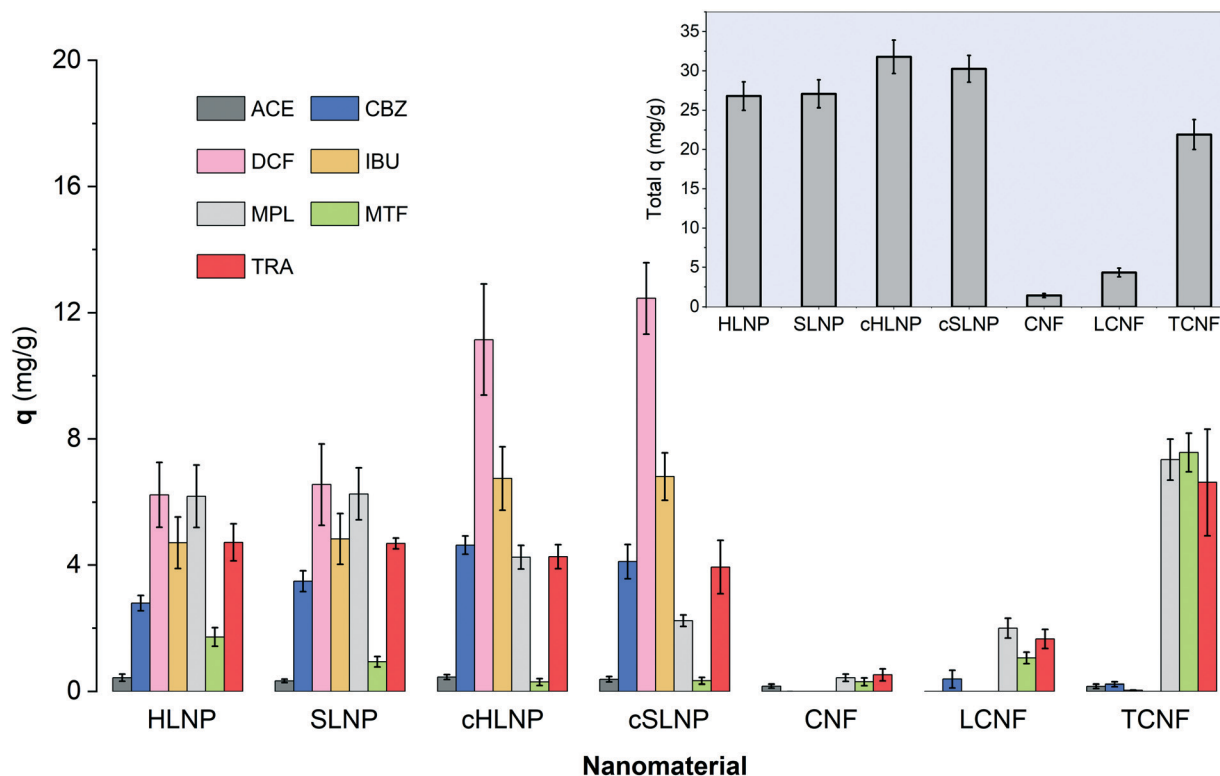 20
16
12
8
4
0
q (mg/g)
ACE CBZ
DCF IBU
MPL MTF
TRA
HLNP SLNP cHLNP cSLNP CNF LCNF TCNF
Nanomaterial
35
30
25
20
15
10
5
0
Total q (mg/g)
HLNP SLNP cHLNP cSLNP CNF LCNF TCNF